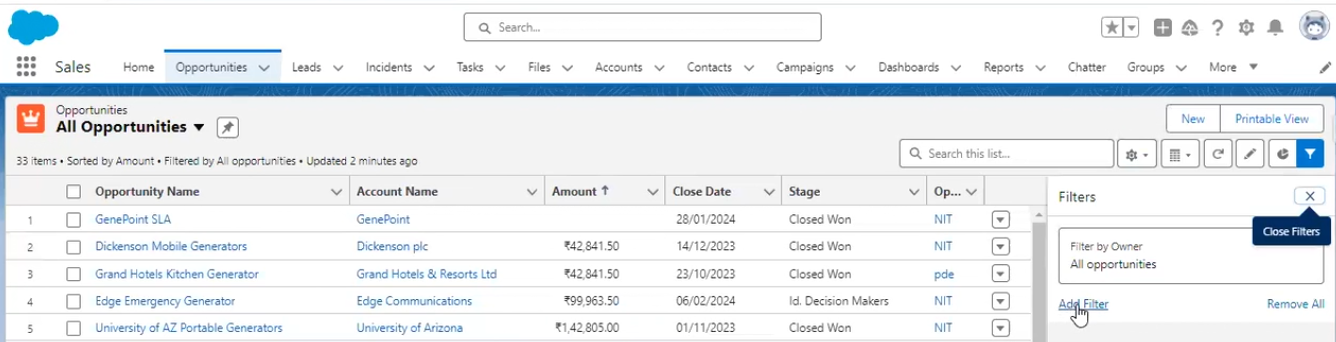 Search...
Sales Home Opportunities Leads Incidents Tasks Files Accounts Contacts Campaigns Dashboards Reports Chatter Groups More
Opportunities
All Opportunities
New Printable View
33 items • Sorted by Amount • Filtered by All opportunities • Updated 2 minutes ago
Search this list...
Opportunity Name Account Name Amount ↑ Close Date Stage Op...
1 GenePoint SLA GenePoint 28/01/2024 Closed Won NIT
2 Dickenson Mobile Generators Dickenson plc ₹42,841.50 14/12/2023 Closed Won NIT
3 Grand Hotels Kitchen Generator Grand Hotels & Resorts Ltd ₹42,841.50 23/10/2023 Closed Won pde
4 Edge Emergency Generator Edge Communications ₹99,963.50 06/02/2024 Id. Decision Makers NIT
5 University of AZ Portable Generators University of Arizona ₹1,42,805.00 01/11/2023 Closed Won NIT
Filters
Close Filters
Filter by Owner
All opportunities
Add Filter Remove All